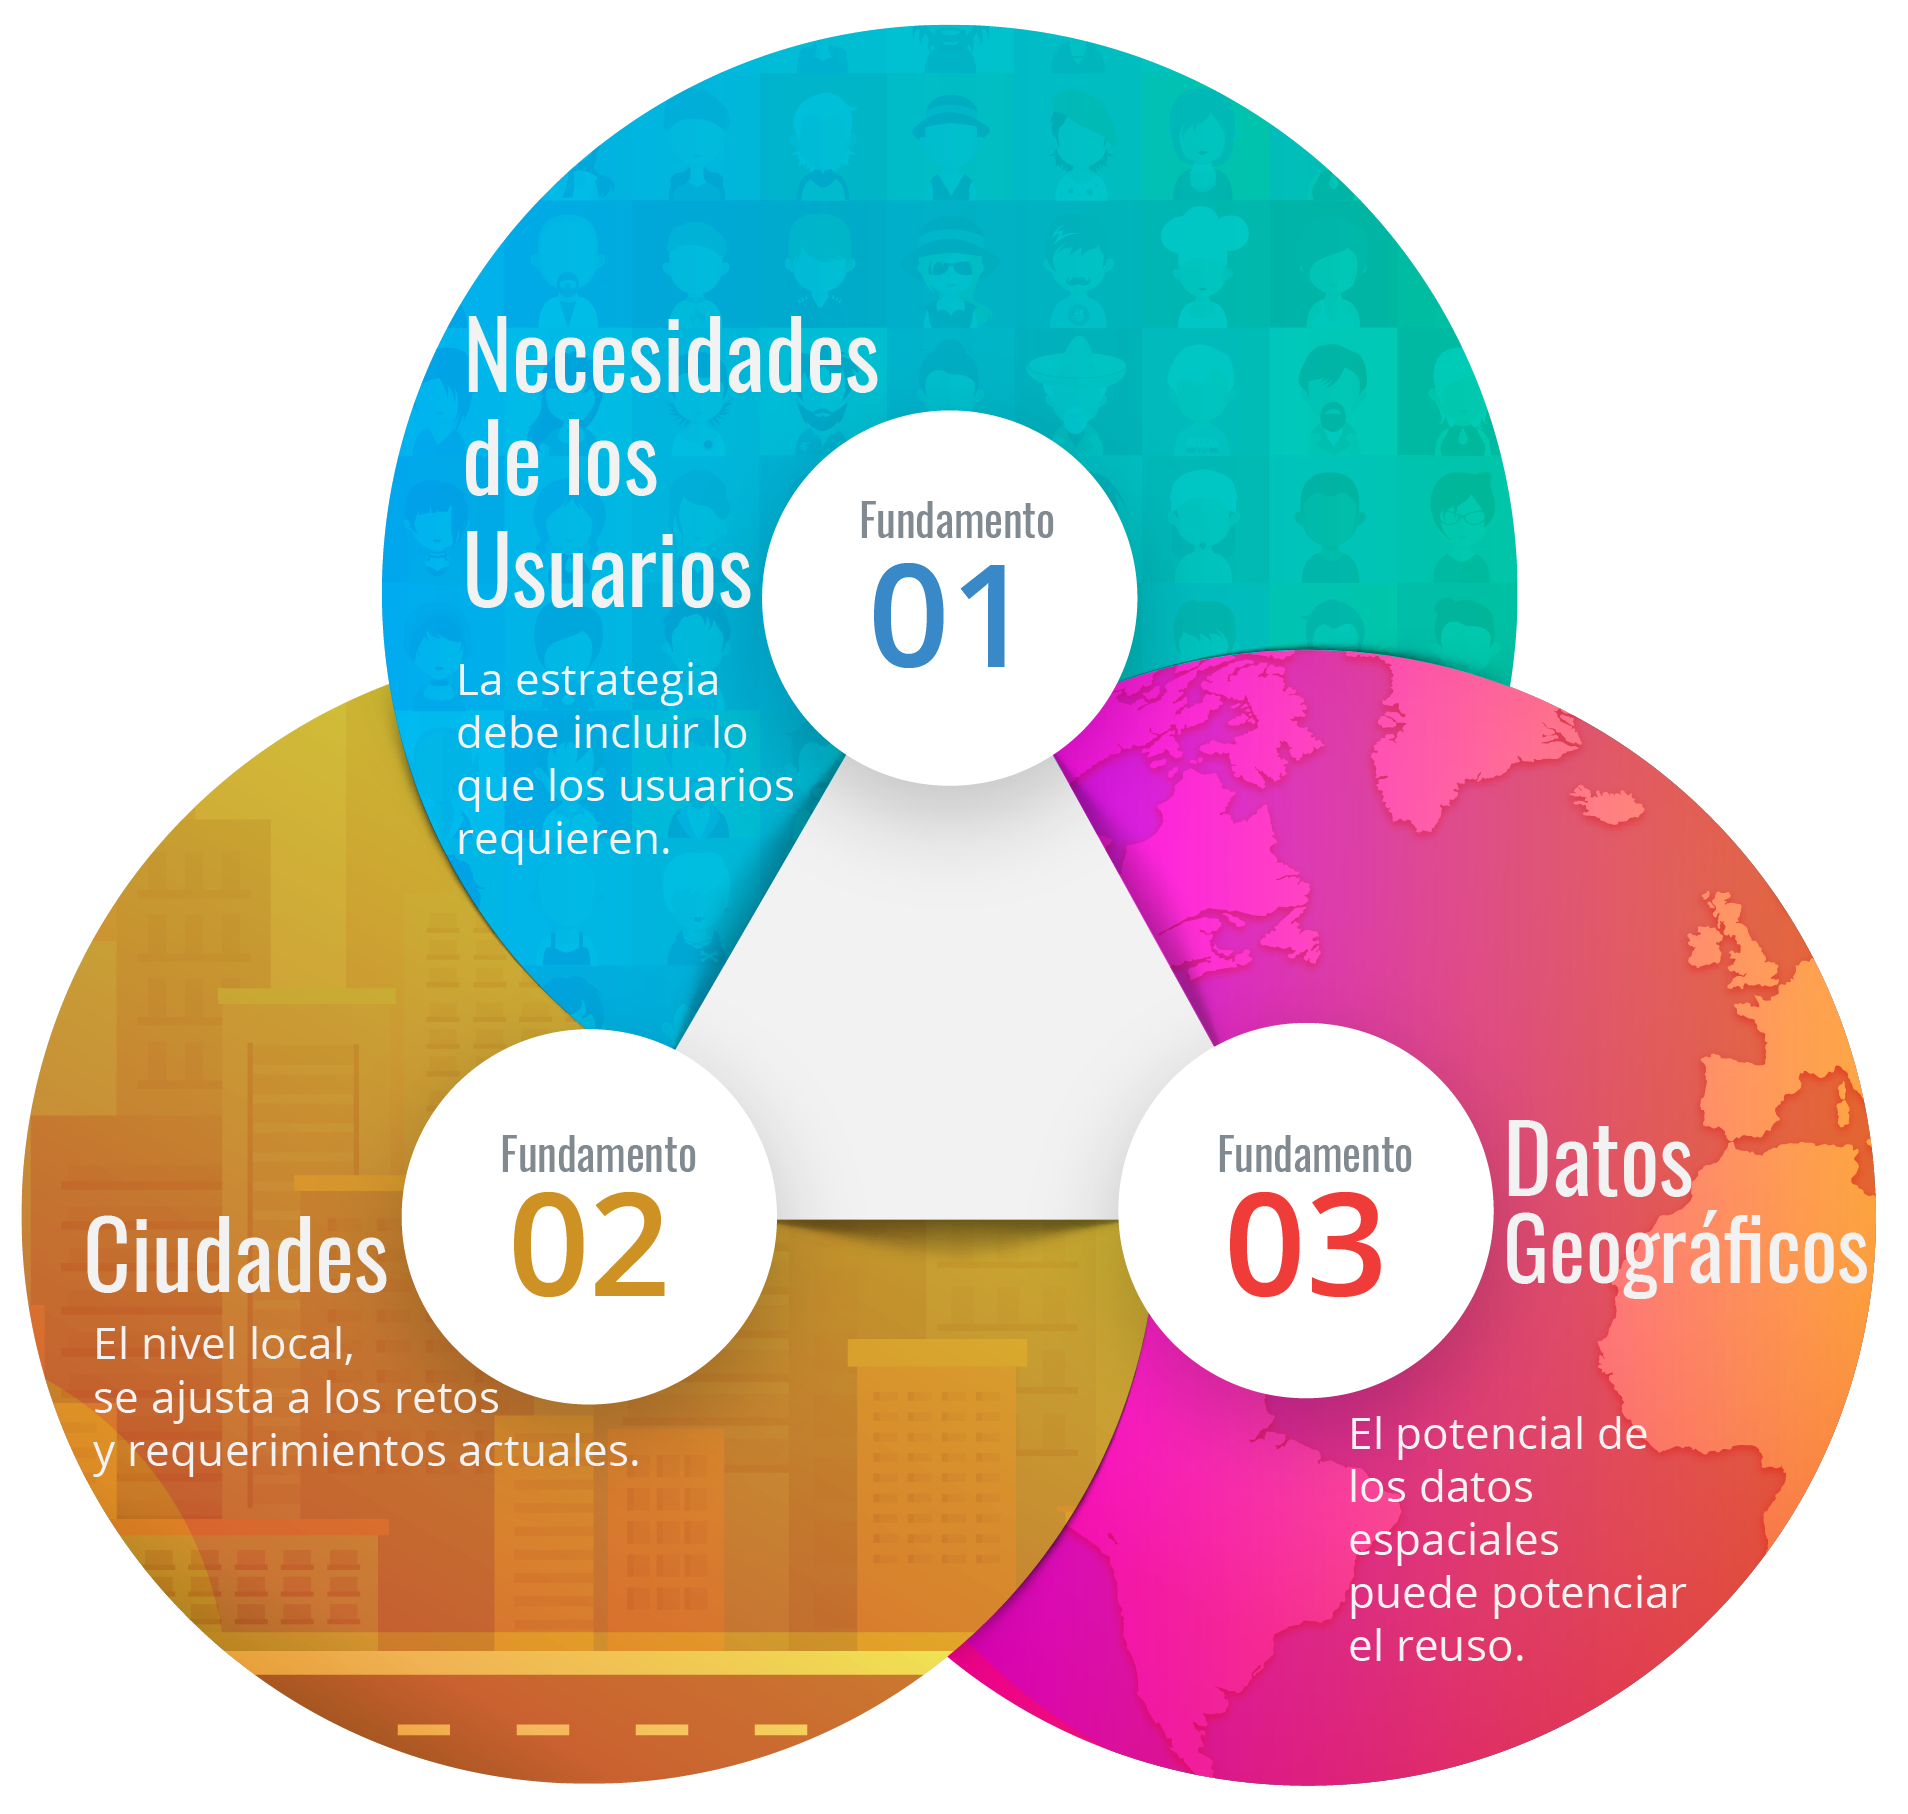 Necesidades
de los
Usuarios
La estrategia
debe incluir lo
que los usuarios
requieren.
Fundamento
01
Ciudades
El nivel local,
se ajusta a los retos
y requerimientos actuales.
Fundamento
02
Fundamento
03
Datos
Geográficos
El potencial de
los datos
espaciales
puede potenciar
el reuso.